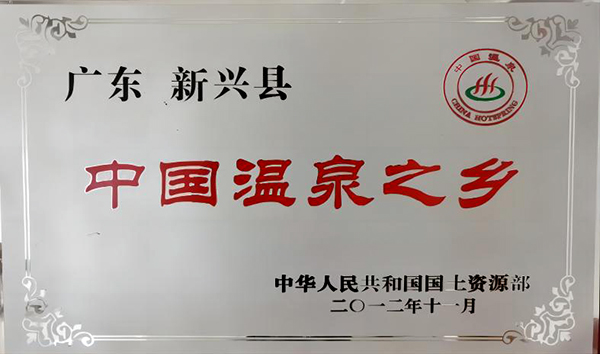 广东 新兴县
中国温泉
CHINA HOTSPRING
中国温泉之乡
中华人民共和国国土资源部
二〇一二年十一月